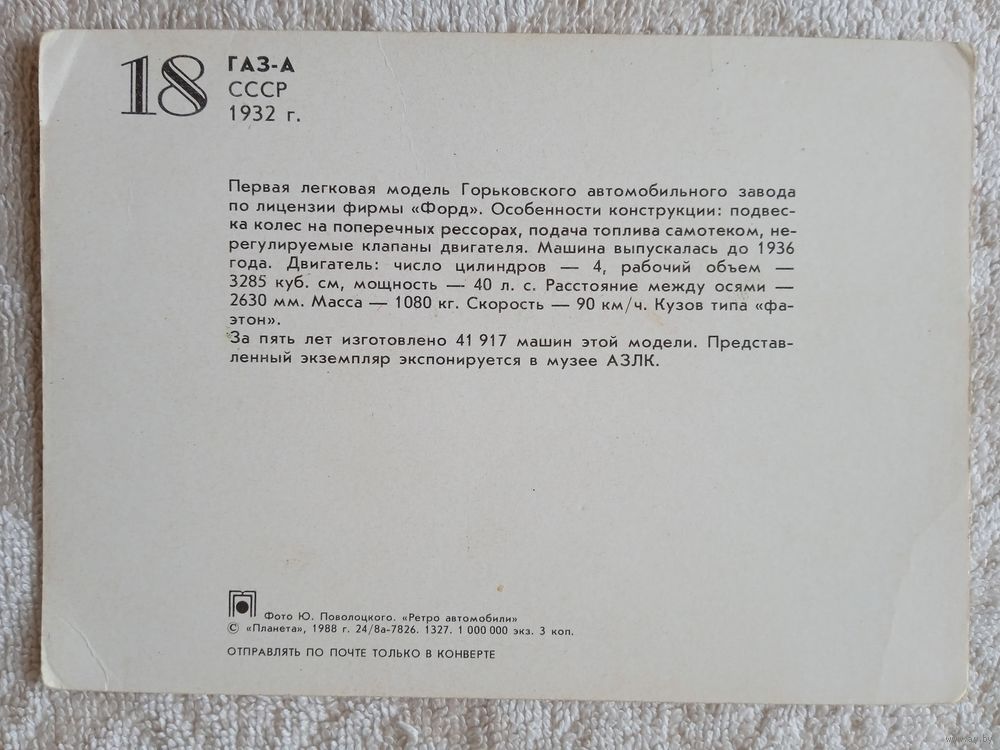 18
ГАЗ-А
СССР
1932 г.
Первая легковая модель Горьковского автомобильного завода
по лицензии фирмы «Форд». Особенности конструкции: подвес-
ка колес на поперечных рессорах, подача топлива самотеком, не-
регулируемые клапаны двигателя. Машина выпускалась до 1936
года. Двигатель: число цилиндров — 4, рабочий объем —
3285 куб. см, мощность — 40 л. с. Расстояние между осями —
2630 мм. Масса — 1080 кг. Скорость — 90 км/ч. Кузов типа «фа-
этон».
За пять лет изготовлено 41 917 машин этой модели. Представ-
ленный экземпляр экспонируется в музее АЗЛК.
Фото Ю. Поволоцкого. «Ретро автомобили»
© «Планета», 1988 г. 24/8а-7826. 1327. 1 000 000 экз. 3 коп.
ОТПРАВЛЯТЬ ПО ПОЧТЕ ТОЛЬКО В КОНВЕРТЕ
www.ay.by